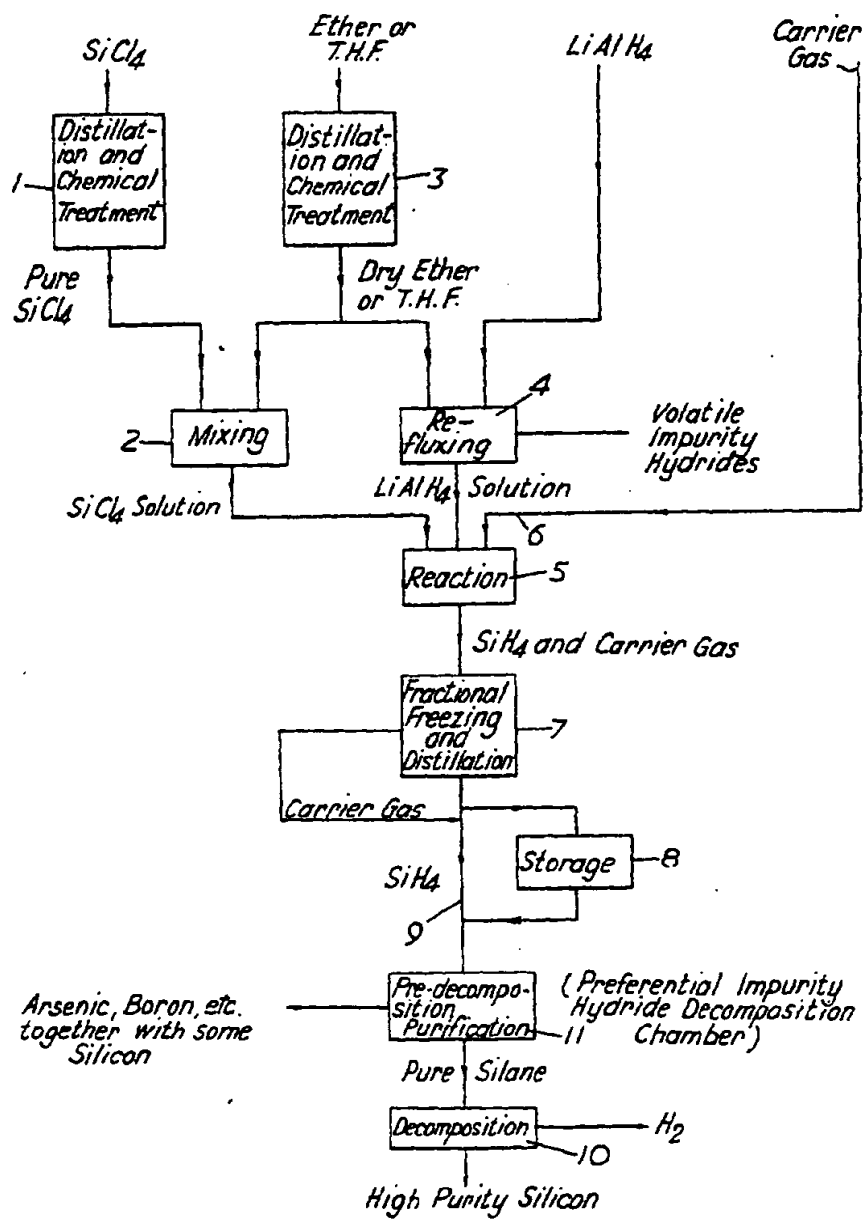 SiCl4
Ether or
T.H.F.
LiAlH4
Carrier
Gas
Distillat-
ion and
Chemical
Treatment
1
Distillat-
ion and
Chemical
Treatment
3
Pure
SiCl4
Dry Ether
or T.H.F.
4
2
Mixing
Re-
fluxing
Volatile
Impurity
Hydrides
SiCl4 Solution
LiAlH4 Solution
6
Reaction
5
SiH4 and Carrier Gas
Fractional
Freezing
and
Distillation
7
Carrier Gas
Storage
8
SiH4
9
Arsenic, Boron, etc.
together with some
Silicon
Pre-decompo-
sition
Purification
11
(Preferential Impurity
Hydride Decomposition
Chamber)
Pure Silane
Decomposition
10
H2
High Purity Silicon